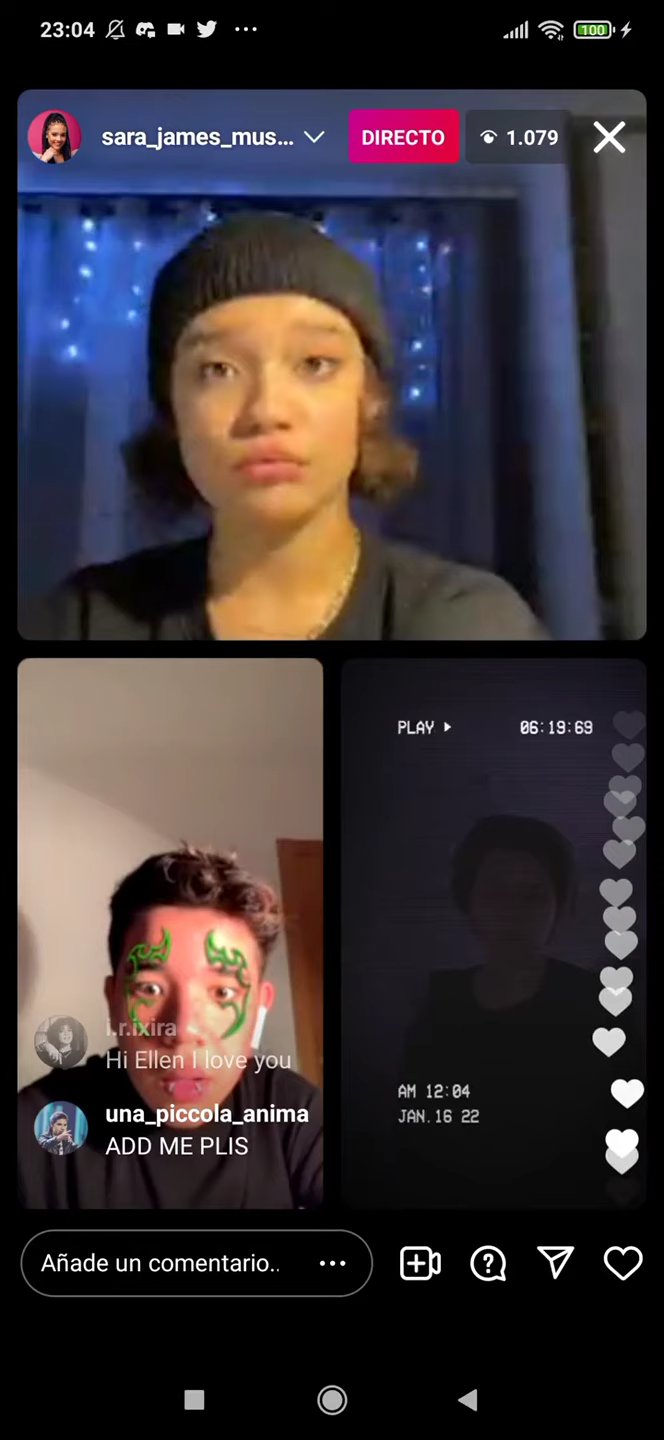 23:04
100
sara_james_mus...
DIRECTO
1.079
PLAY
06:19:69
i.r.ixira
Hi Ellen I love you
una_piccola_anima
ADD ME PLIS
AM 12:04
JAN.16 22
Añade un comentario..